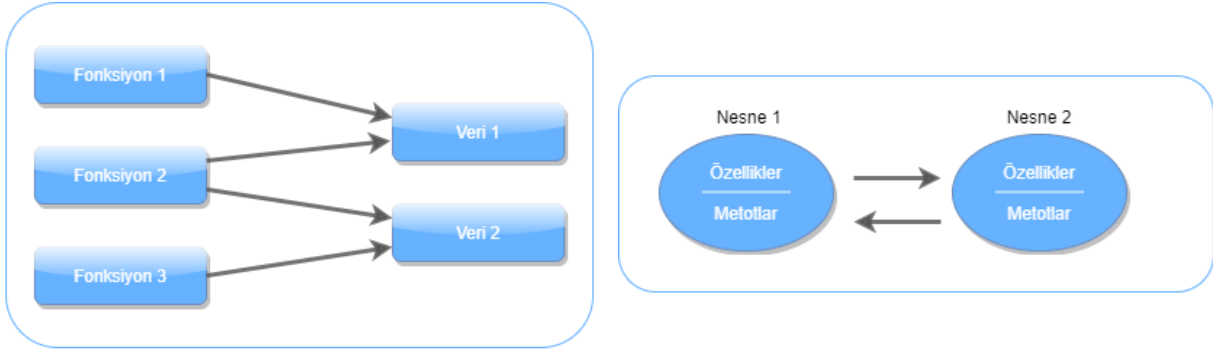 Fonksiyon 1
Fonksiyon 2
Fonksiyon 3
Veri 1
Veri 2
Nesne 1
Özellikler
Metotlar
Nesne 2
Özellikler
Metotlar